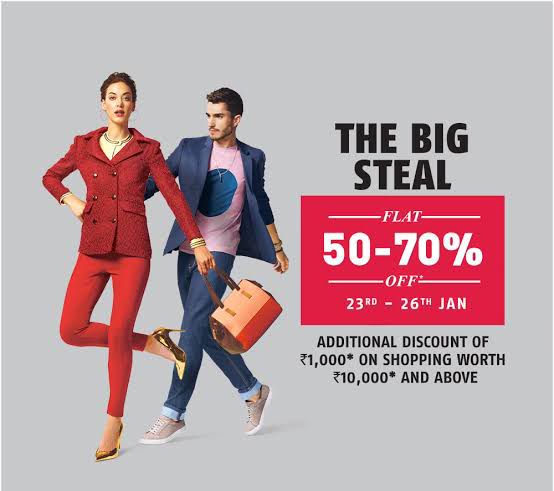 THE BIG
STEAL
FLAT
50-70%
OFF*
23RD – 26TH JAN
ADDITIONAL DISCOUNT OF
₹1,000* ON SHOPPING WORTH
₹10,000* AND ABOVE